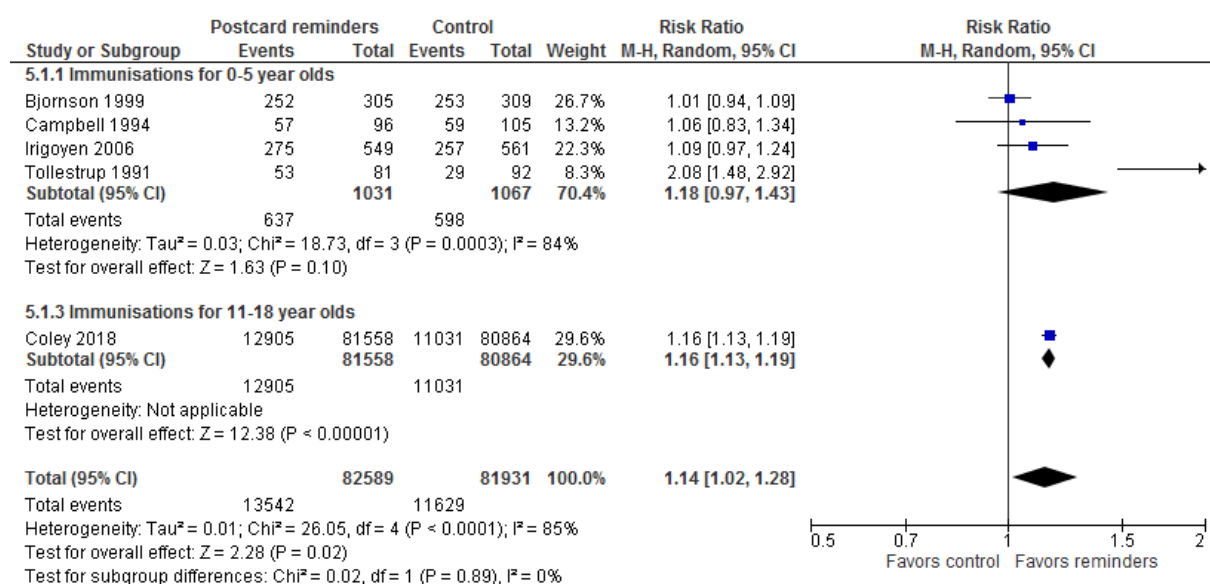 Postcard reminders Control Risk Ratio Risk Ratio
Study or Subgroup Events Total Events Total Weight M-H, Random, 95% CI M-H, Random, 95% CI
5.1.1 Immunisations for 0-5 year olds
Bjornson 1999 252 305 253 309 26.7% 1.01 [0.94, 1.09]
Campbell 1994 57 96 59 105 13.2% 1.06 [0.83, 1.34]
Irigoyen 2006 275 549 257 561 22.3% 1.09 [0.97, 1.24]
Tollestrup 1991 53 81 29 92 8.3% 2.08 [1.48, 2.92]
Subtotal (95% CI) 1031 1067 70.4% 1.18 [0.97, 1.43]
Total events 637 598
Heterogeneity: Tau² = 0.03; Chi² = 18.73, df = 3 (P = 0.0003); I² = 84%
Test for overall effect: Z = 1.63 (P = 0.10)
5.1.3 Immunisations for 11-18 year olds
Coley 2018 12905 81558 11031 80864 29.6% 1.16 [1.13, 1.19]
Subtotal (95% CI) 81558 80864 29.6% 1.16 [1.13, 1.19]
Total events 12905 11031
Heterogeneity: Not applicable
Test for overall effect: Z = 12.38 (P < 0.00001)
Total (95% CI) 82589 81931 100.0% 1.14 [1.02, 1.28]
Total events 13542 11629
Heterogeneity: Tau² = 0.01; Chi² = 26.05, df = 4 (P < 0.0001); I² = 85%
Test for overall effect: Z = 2.28 (P = 0.02)
Test for subgroup differences: Chi² = 0.02, df = 1 (P = 0.89), I² = 0%
0.5 0.7 1 1.5 2
Favors control Favors reminders